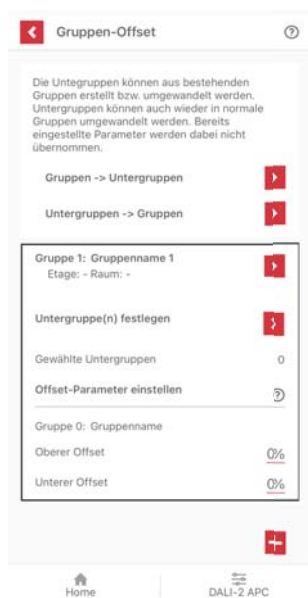 Gruppen-Offset
Die Untegruppen können aus bestehenden
Gruppen erstellt bzw. umgewandelt werden.
Untergruppen können auch wieder in normale
Gruppen umgewandelt werden. Bereits
eingestellte Parameter werden dabei nicht
übernommen.
Gruppen -> Untergruppen
Untergruppen -> Gruppen
Gruppe 1: Gruppenname 1
Etage: - Raum: -
Untergruppe(n) festlegen
Gewählte Untergruppen 0
Offset-Parameter einstellen
Gruppe 0: Gruppenname
Oberer Offset 0%
Unterer Offset 0%
Home DALI-2 APC